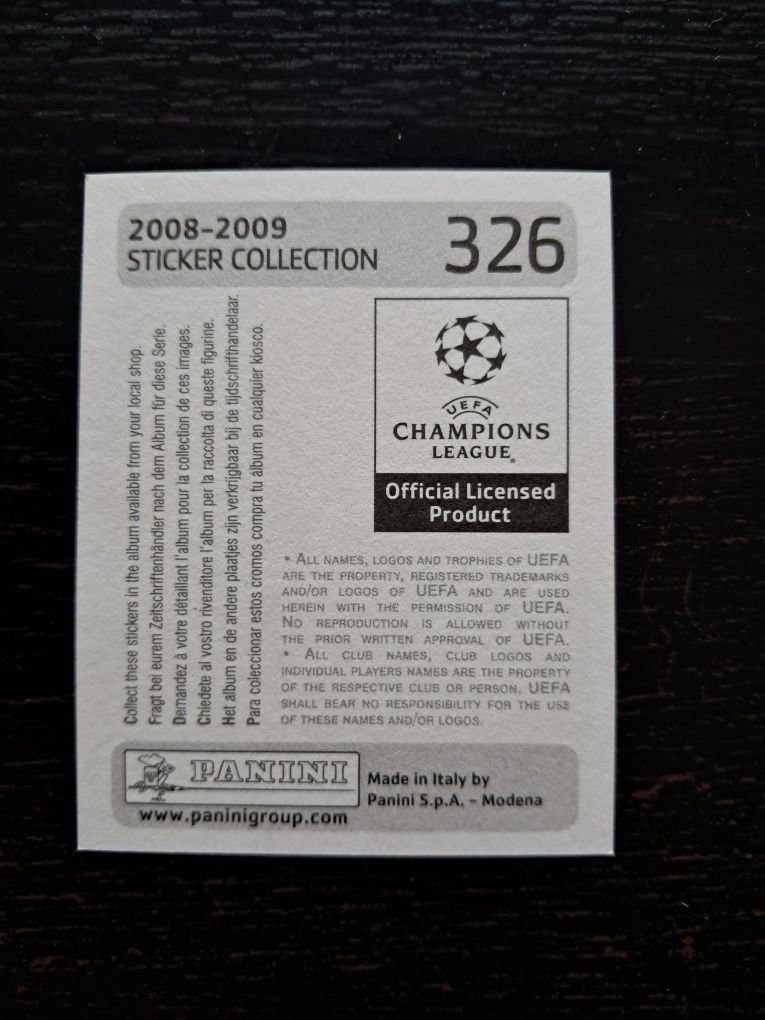 2008-2009
STICKER COLLECTION
326
Collect these stickers in the album available from your local shop.
Fragt bei eurem Zeitschriftenhändler nach dem Album für diese Serie.
Demandez à votre détaillant l'album pour la collection de ces images.
Chiedete al vostro rivenditore l'album per la raccolta di queste figurine.
Het album en de andere plaatjes zijn verkrijgbaar bij de tijdschrifthandelaar.
Para coleccionar estos cromos compra tu álbum en cualquier kiosco.
UEFA
CHAMPIONS
LEAGUE®
Official Licensed
Product
• ALL NAMES, LOGOS AND TROPHIES OF UEFA
ARE THE PROPERTY, REGISTERED TRADEMARKS
AND/OR LOGOS OF UEFA AND ARE USED
HEREIN WITH THE PERMISSION OF UEFA.
NO REPRODUCTION IS ALLOWED WITHOUT
THE PRIOR WRITTEN APPROVAL OF UEFA.
• ALL CLUB NAMES, CLUB LOGOS AND
INDIVIDUAL PLAYERS NAMES ARE THE PROPERTY
OF THE RESPECTIVE CLUB OR PERSON. UEFA
SHALL BEAR NO RESPONSIBILITY FOR THE USE
OF THESE NAMES AND/OR LOGOS.
PANINI
www.paninigroup.com
Made in Italy by
Panini S.p.A. - Modena